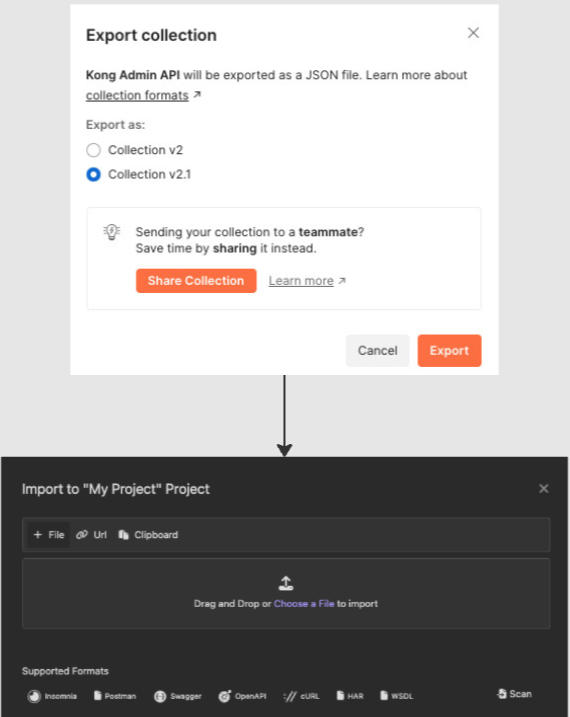 Export collection
Kong Admin API will be exported as a JSON file. Learn more about
collection formats ↗
Export as:
Collection v2
Collection v2.1
Sending your collection to a teammate?
Save time by sharing it instead.
Share Collection Learn more ↗
Cancel Export
Import to "My Project" Project
+ File Url Clipboard
Drag and Drop or Choose a File to import
Supported Formats
Insomnia Postman Swagger OpenAPI cURL HAR WSDL Scan